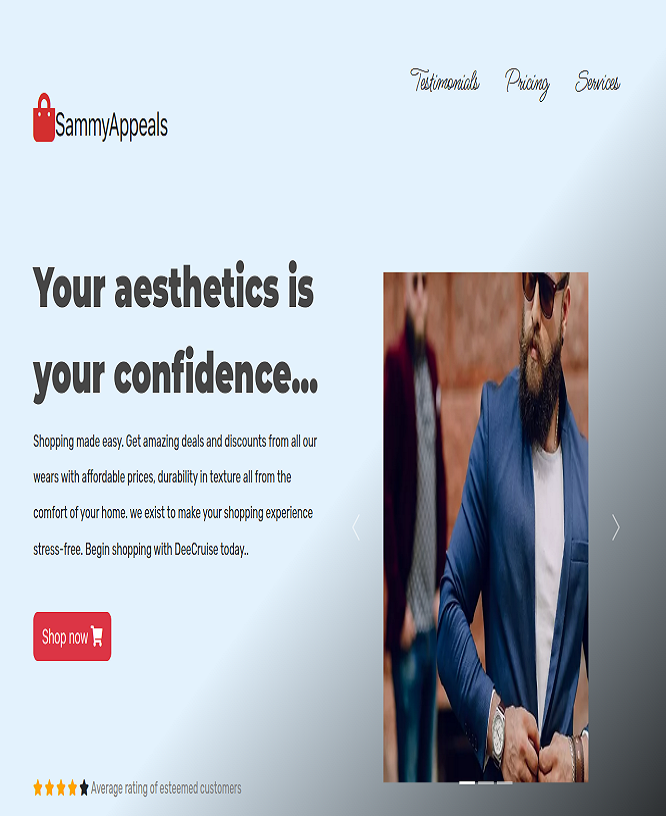 Testimonials Pricing Services
SammyAppeals
Your aesthetics is
your confidence...
Shopping made easy. Get amazing deals and discounts from all our
wears with affordable prices, durability in texture all from the
comfort of your home. we exist to make your shopping experience
stress-free. Begin shopping with DeeCruise today..
Shop now
Average rating of esteemed customers